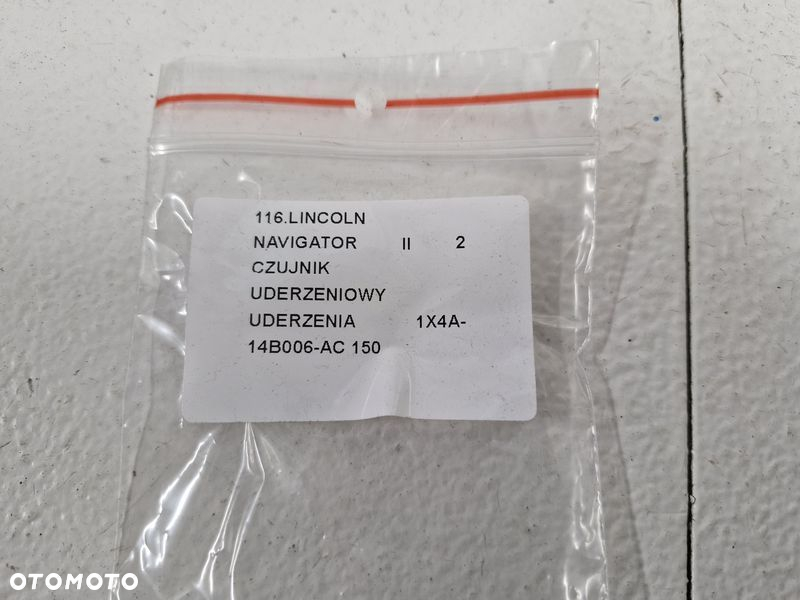 116.LINCOLN
NAVIGATOR II 2
CZUJNIK
UDERZENIOWY
UDERZENIA 1X4A-
14B006-AC 150
OTOMOTO